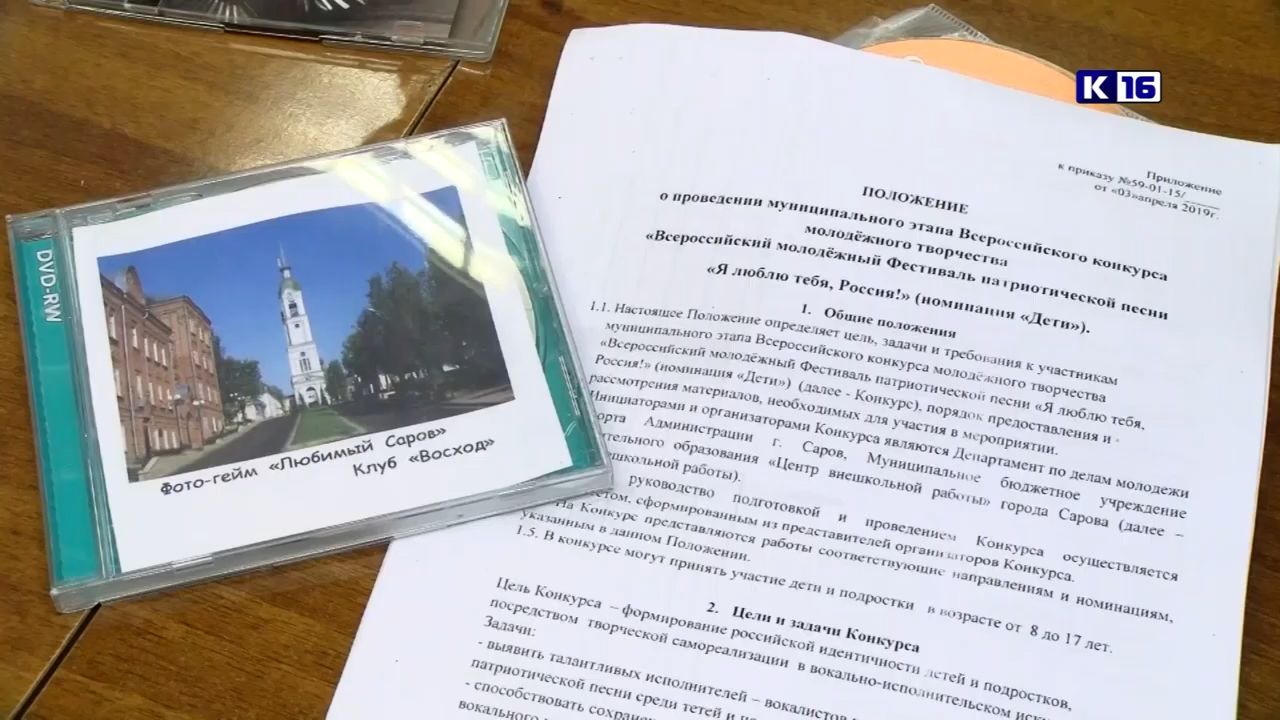 К 16
DVD-RW
Фото-гейм «Любимый Саров»
Клуб «Восход»
Приложение
к приказу №59-01-15/____
от «03»апреля 2019г.
ПОЛОЖЕНИЕ
о проведении муниципального этапа Всероссийского конкурса
молодёжного творчества
«Всероссийский молодёжный Фестиваль патриотической песни
«Я люблю тебя, Россия!» (номинация «Дети»).
1. Общие положения
1.1. Настоящее Положение определяет цель, задачи и требования к участникам
муниципального этапа Всероссийского конкурса молодёжного творчества
«Всероссийский молодёжный Фестиваль патриотической песни «Я люблю тебя,
Россия!» (номинация «Дети») (далее - Конкурс), порядок предоставления и
рассмотрения материалов, необходимых для участия в мероприятии.
Инициаторами и организаторами Конкурса являются Департамент по делам молодежи
Администрации г. Саров, Муниципальное бюджетное учреждение
образования «Центр внешкольной работы» города Сарова (далее –
работы).
руководство подготовкой и проведением Конкурса осуществляется
сформированным из представителей организаторов Конкурса.
На Конкурс представляются работы соответствующие направлениям и номинациям,
указанным в данном Положении.
1.5. В конкурсе могут принять участие дети и подростки в возрасте от 8 до 17 лет.
2. Цели и задачи Конкурса
Цель Конкурса – формирование российской идентичности детей и подростков,
посредством творческой самореализации в вокально-исполнительском
Задачи:
- выявить талантливых исполнителей – вокалистов
патриотической песни среди тетей и
- способствовать
вокального